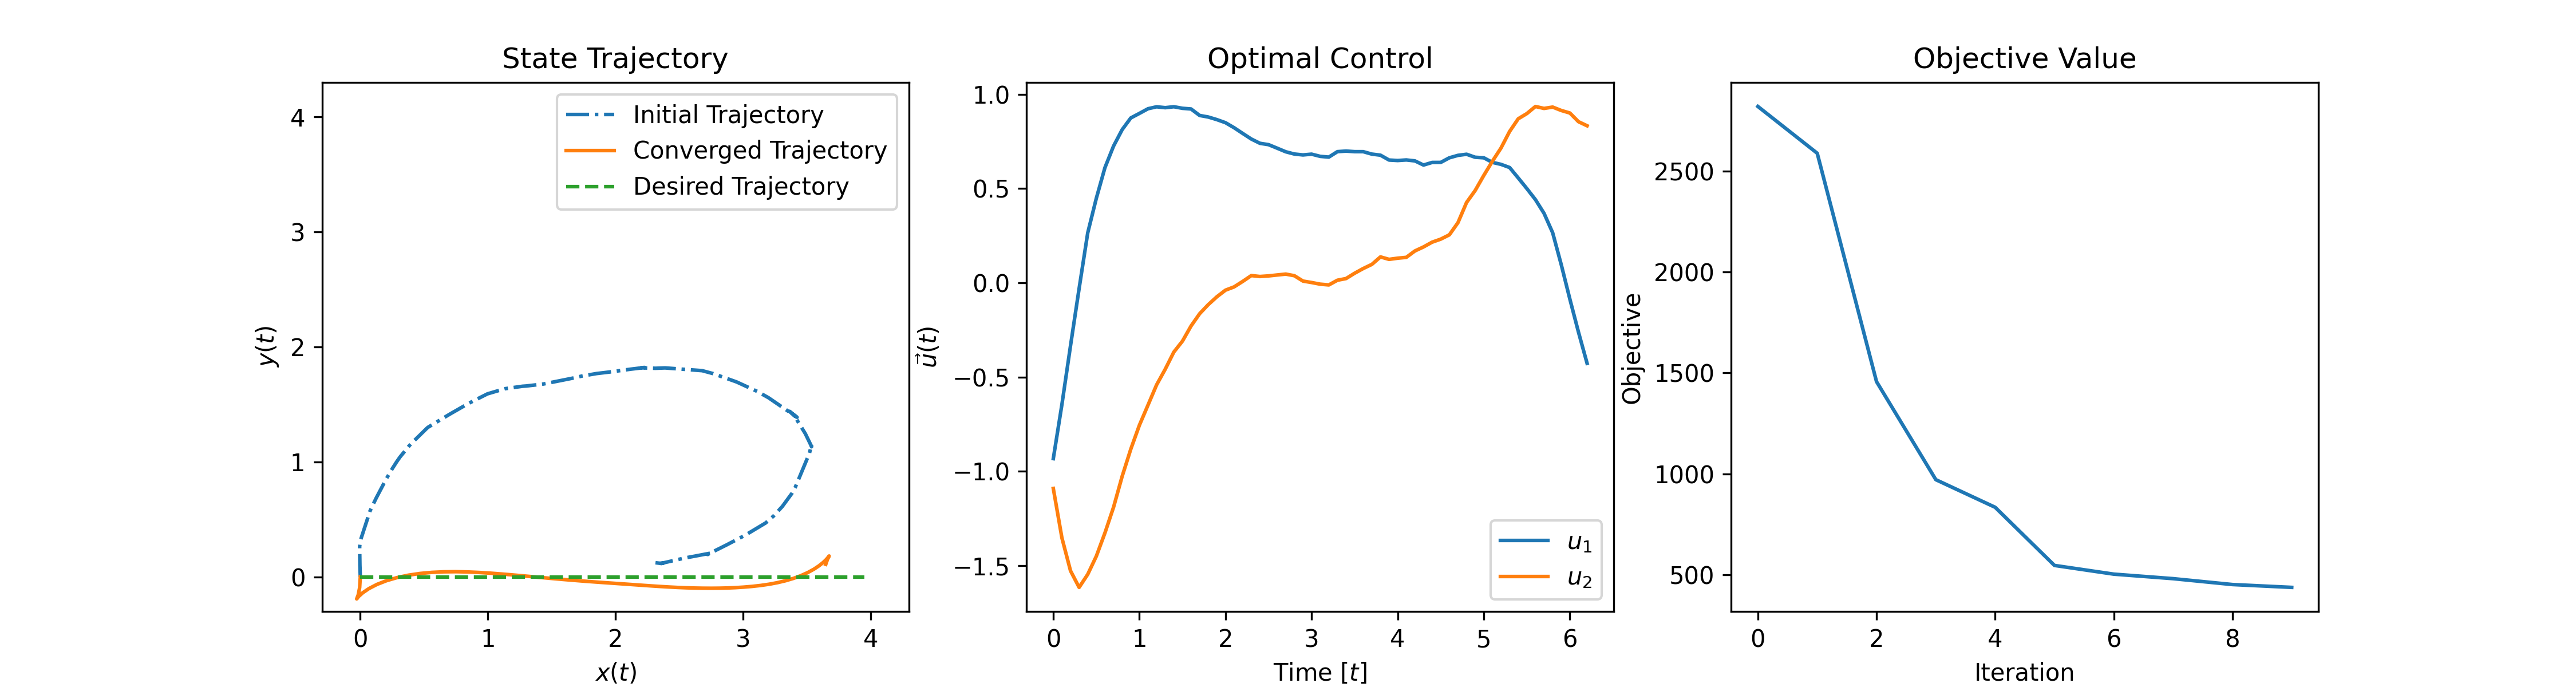 State Trajectory
4
3
2
1
0
y(t)
0 1 2 3 4
x(t)
Initial Trajectory
Converged Trajectory
Desired Trajectory
Optimal Control
1.0
0.5
0.0
−0.5
−1.0
−1.5
u⃗(t)
0 1 2 3 4 5 6
Time [t]
u₁
u₂
Objective Value
2500
2000
1500
1000
500
Objective
0 2 4 6 8
Iteration